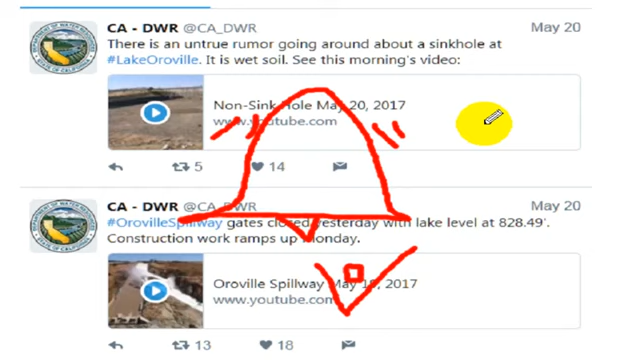 CA - DWR @CA_DWR May 20
There is an untrue rumor going around about a sinkhole at
#LakeOroville. It is wet soil. See this morning's video:
Non-Sink Hole May 20, 2017
www.youtube.com
5 14
CA - DWR @CA_DWR May 20
#OrovilleSpillway gates closed yesterday with lake level at 828.49'.
Construction work ramps up Monday.
Oroville Spillway May 19, 2017
www.youtube.com
13 18